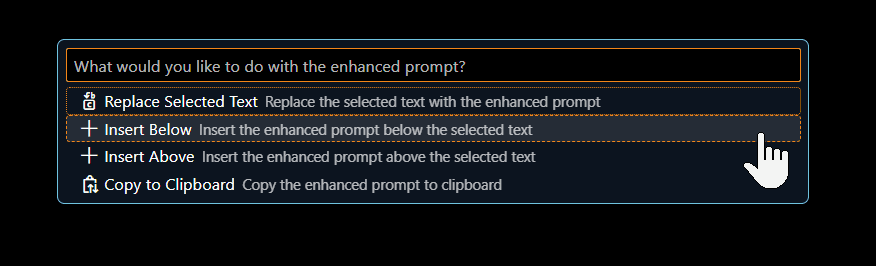 What would you like to do with the enhanced prompt?
Replace Selected Text Replace the selected text with the enhanced prompt
Insert Below Insert the enhanced prompt below the selected text
Insert Above Insert the enhanced prompt above the selected text
Copy to Clipboard Copy the enhanced prompt to clipboard